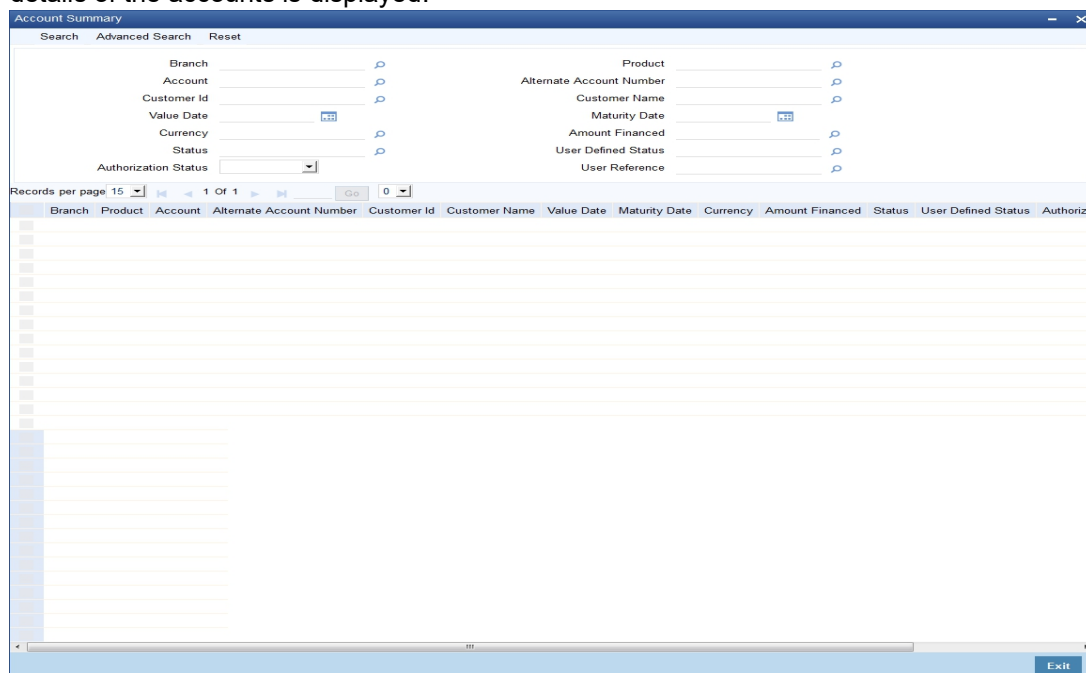 details of the accounts is displayed.
Account Summary
Search Advanced Search Reset
Branch Product
Account Alternate Account Number
Customer Id Customer Name
Value Date Maturity Date
Currency Amount Financed
Status User Defined Status
Authorization Status User Reference
Records per page 15 1 Of 1 Go 0
Branch Product Account Alternate Account Number Customer Id Customer Name Value Date Maturity Date Currency Amount Financed Status User Defined Status Authoriz
Exit